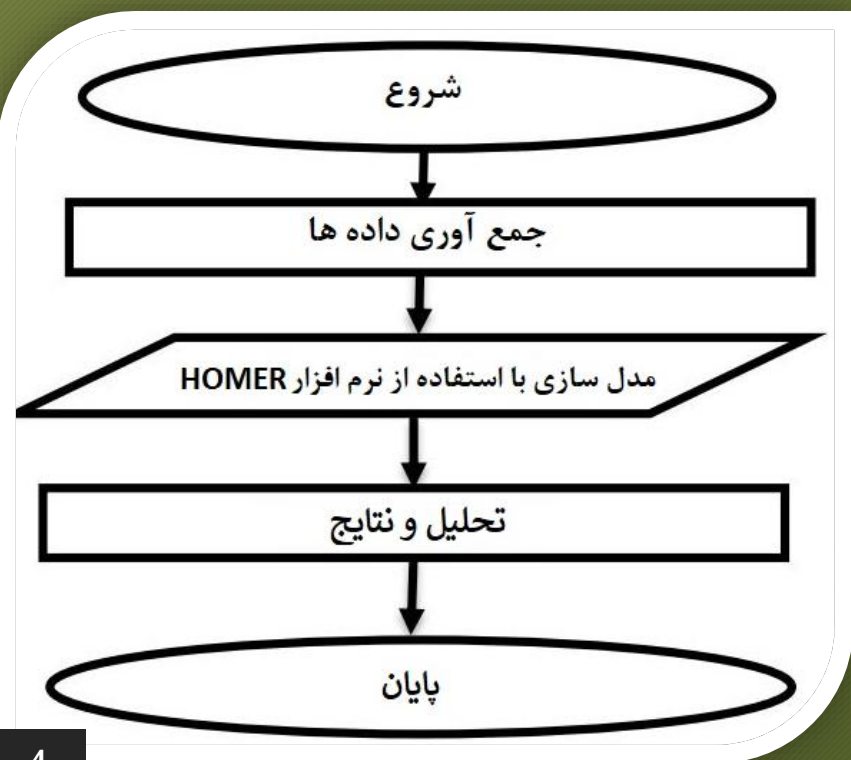 شروع
جمع آوری داده ها
مدل سازی با استفاده از نرم افزار HOMER
تحلیل و نتایج
پایان
4